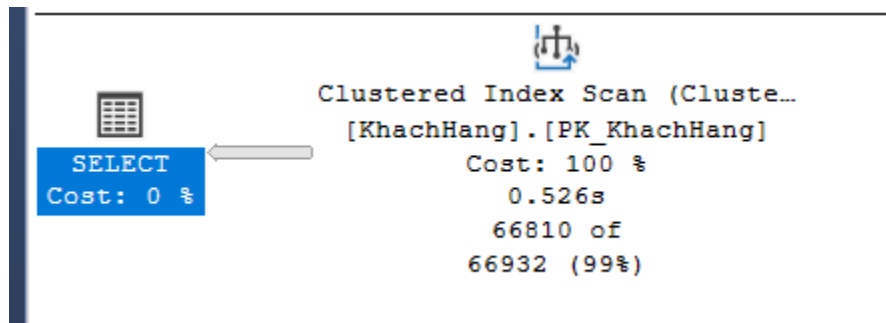 SELECT
Cost: 0 %
Clustered Index Scan (Cluste…
[KhachHang].[PK_KhachHang]
Cost: 100 %
0.526s
66810 of
66932 (99%)